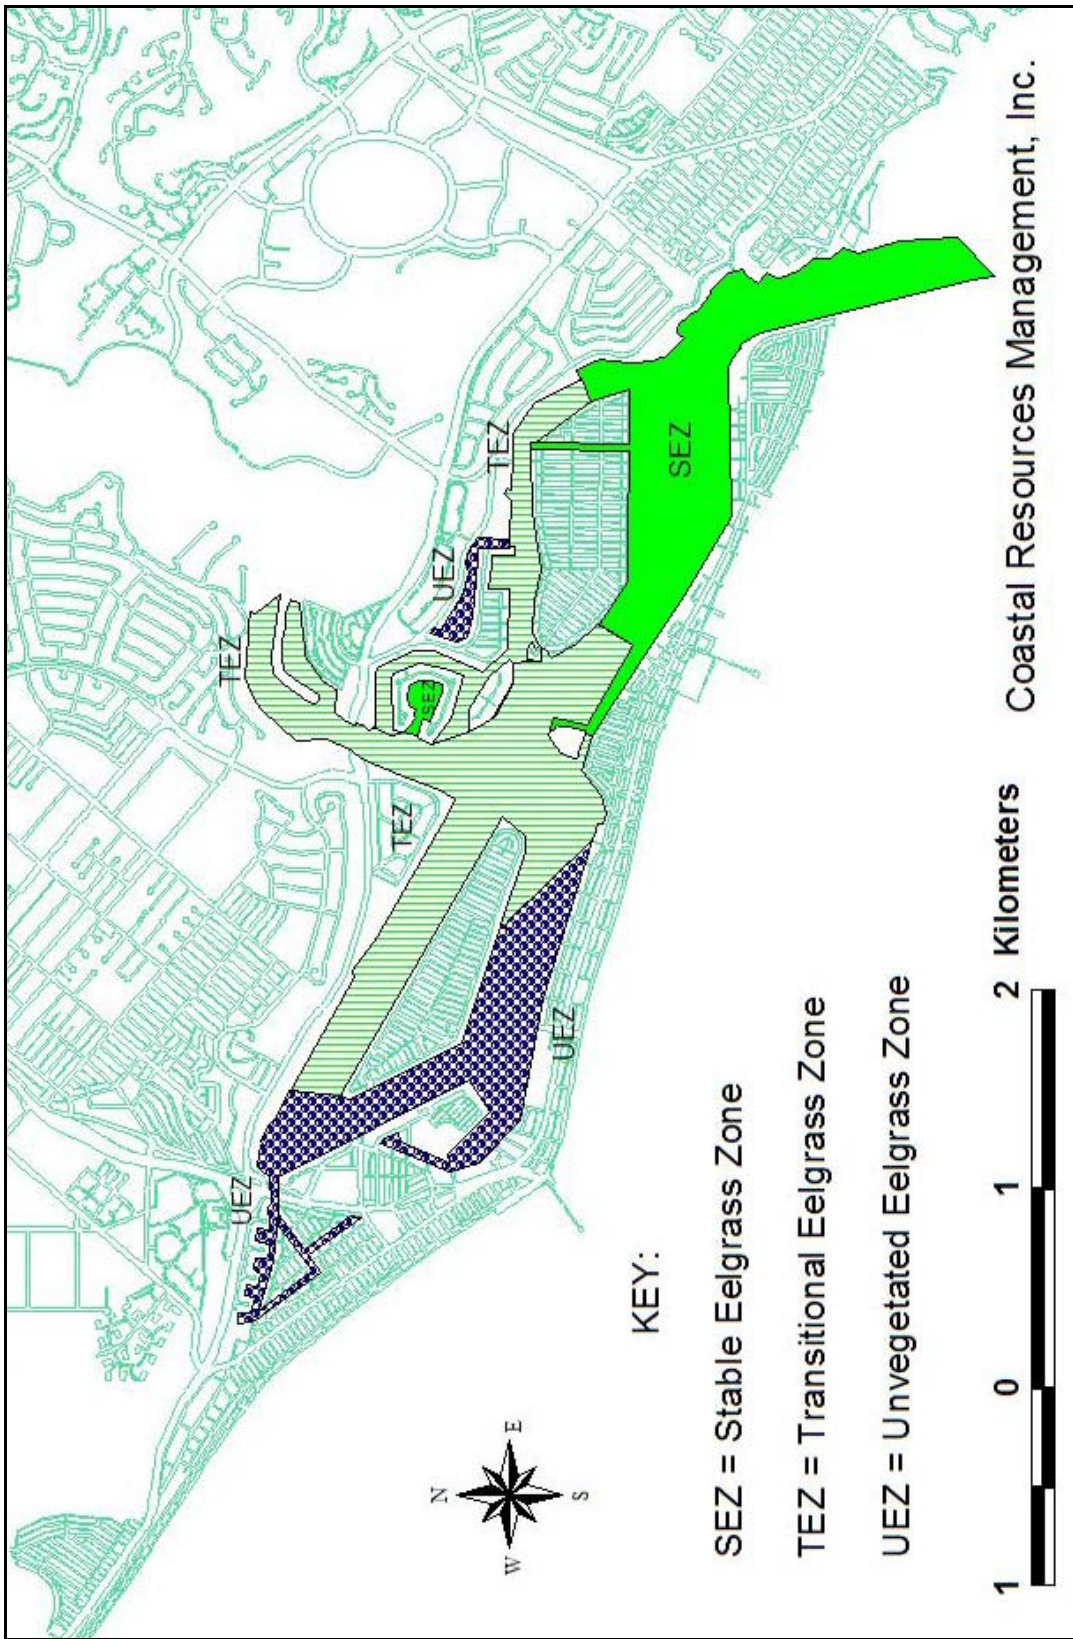 TEZ
UEZ
TEZ
SEZ
TEZ
SEZ
UEZ
UEZ
N
W
E
S
KEY:
SEZ = Stable Eelgrass Zone
TEZ = Transitional Eelgrass Zone
UEZ = Unvegetated Eelgrass Zone
1 0 1 2 Kilometers
Coastal Resources Management, Inc.